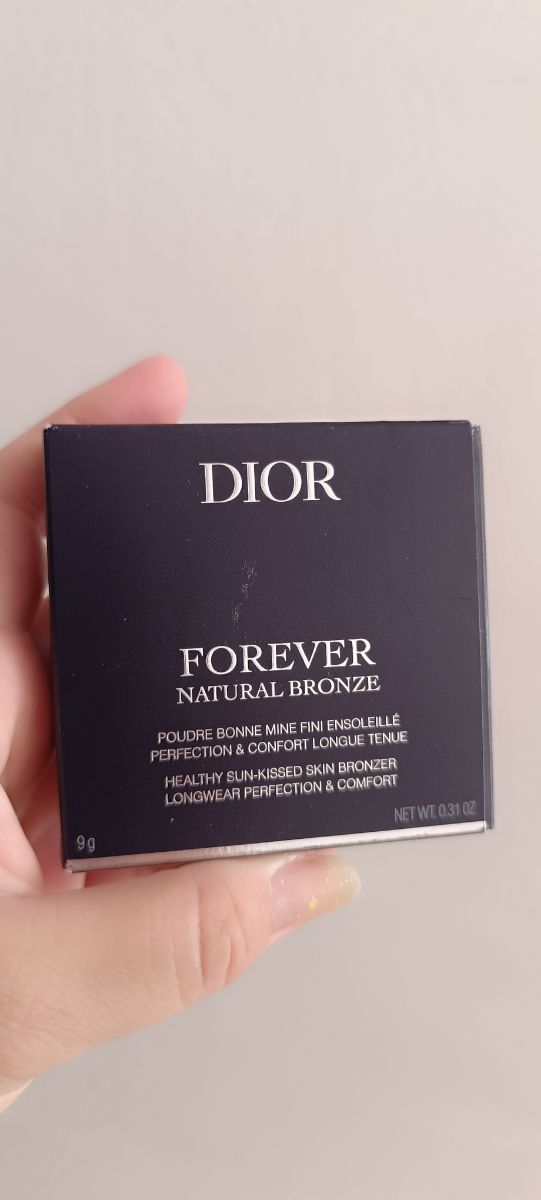 DIOR
FOREVER
NATURAL BRONZE
POUDRE BONNE MINE FINI ENSOLEILLÉ
PERFECTION & CONFORT LONGUE TENUE
HEALTHY SUN-KISSED SKIN BRONZER
LONGWEAR PERFECTION & COMFORT
9g
NET WT. 0.31 OZ